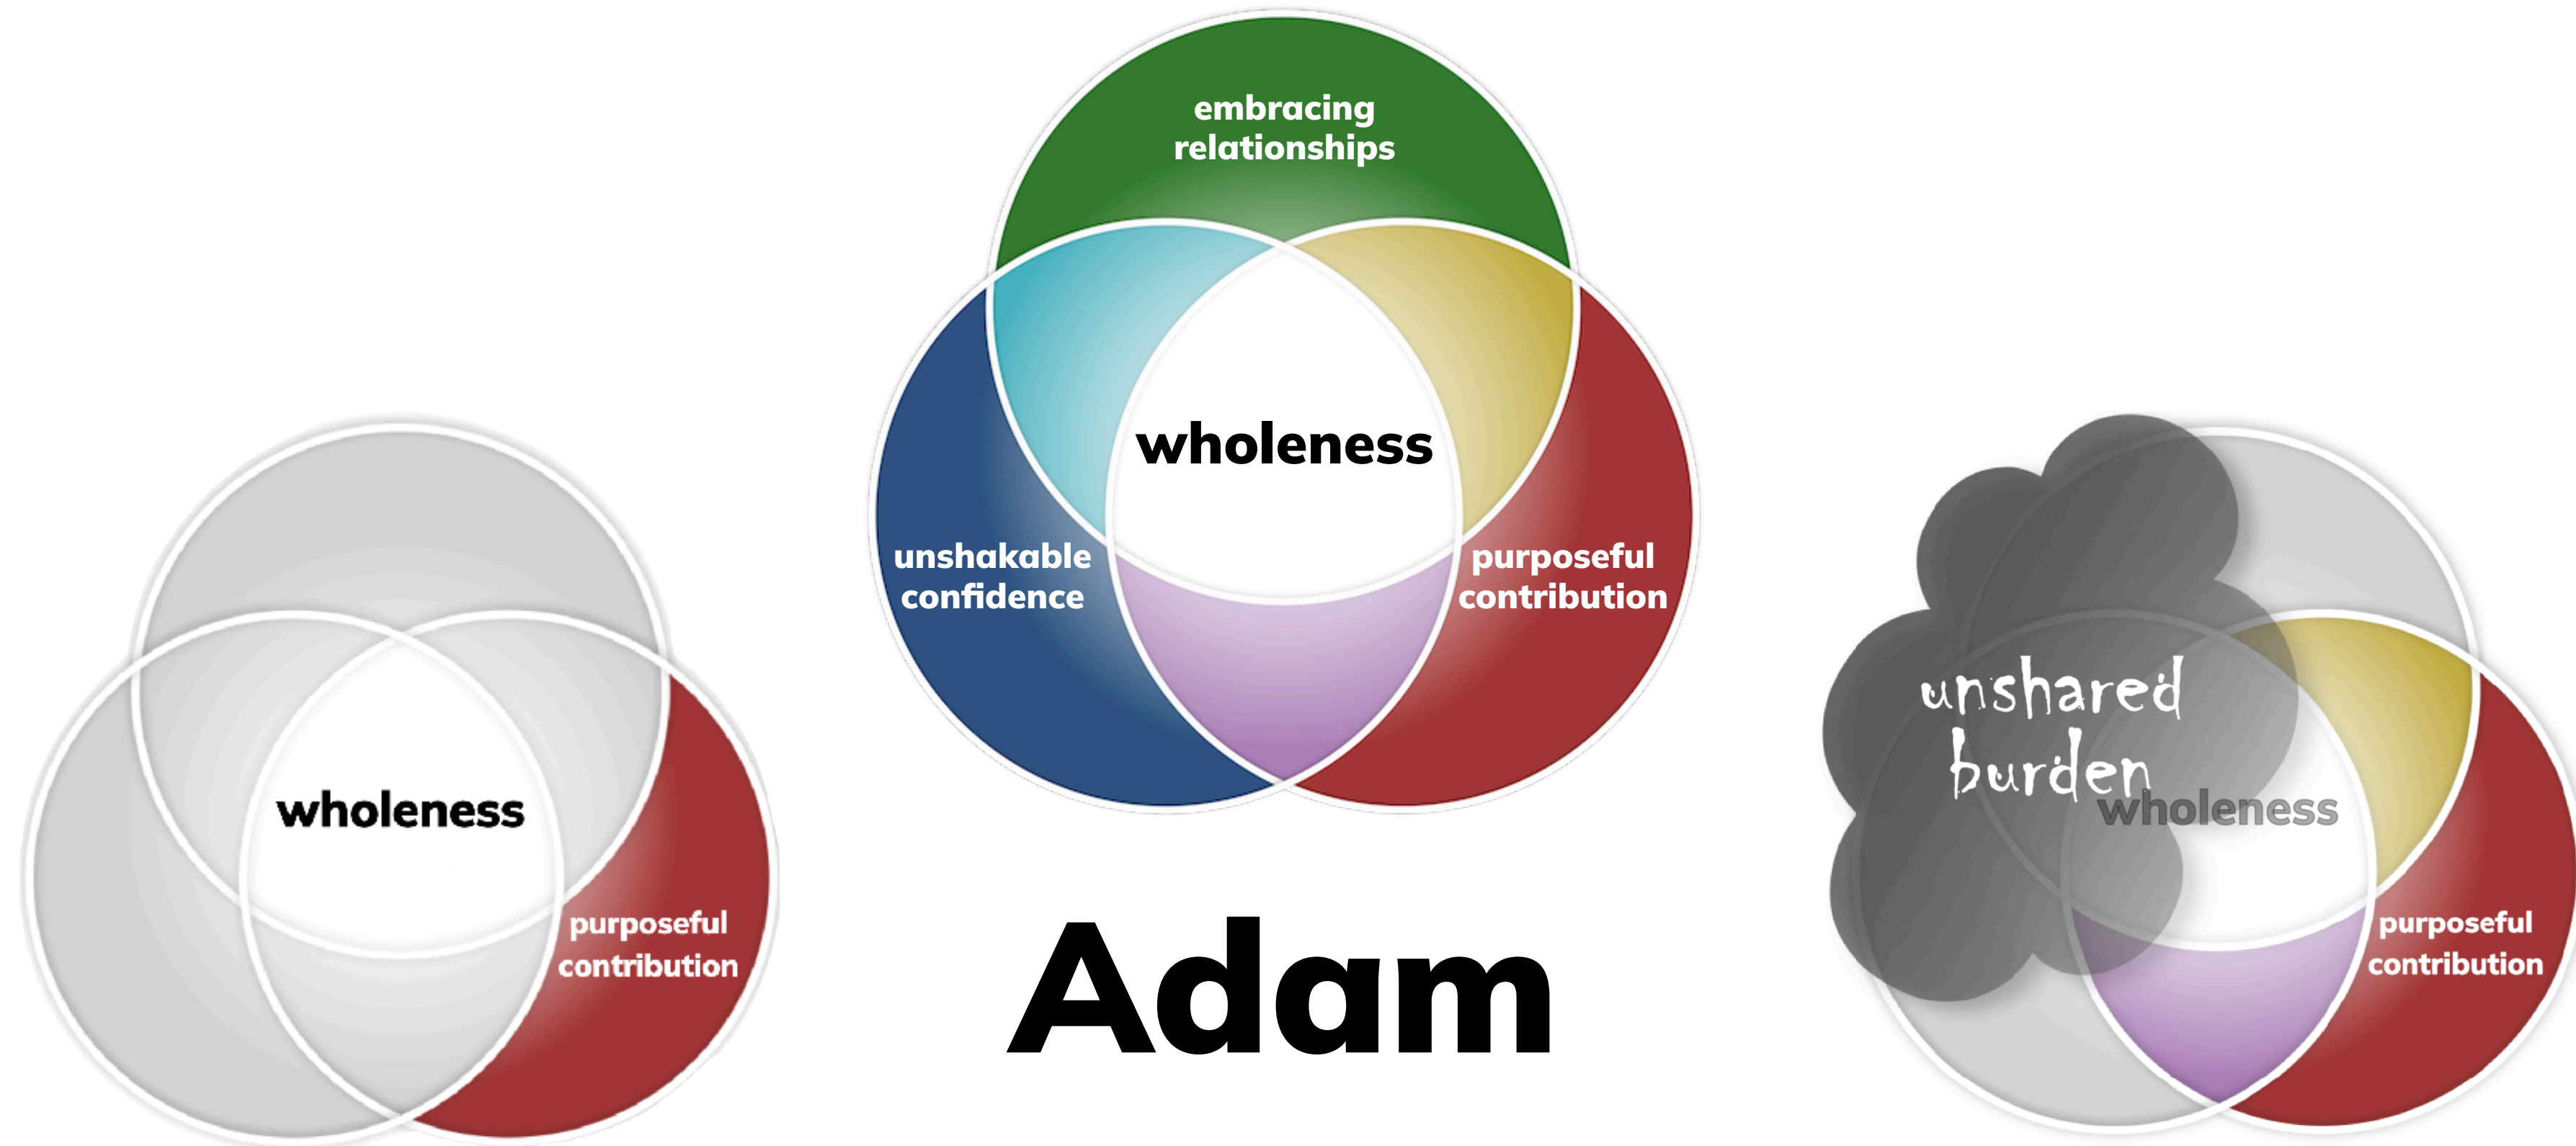 embracing
relationships
wholeness
unshakable
confidence
purposeful
contribution
Adam
wholeness
purposeful
contribution
unshared
burden
wholeness
purposeful
contribution